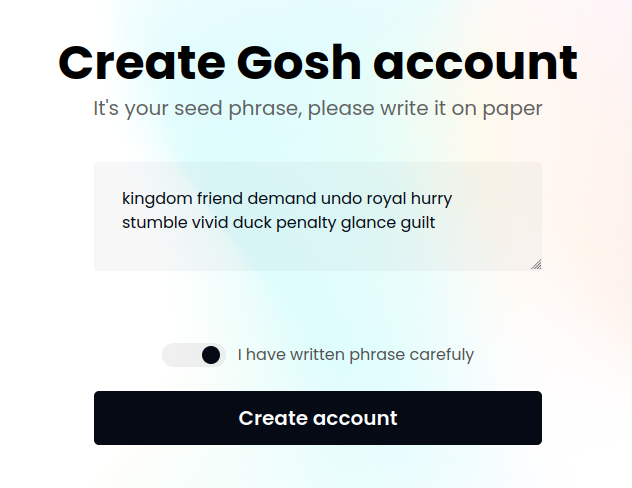 Create Gosh account
It's your seed phrase, please write it on paper
kingdom friend demand undo royal hurry
stumble vivid duck penalty glance guilt
I have written phrase carefuly
Create account